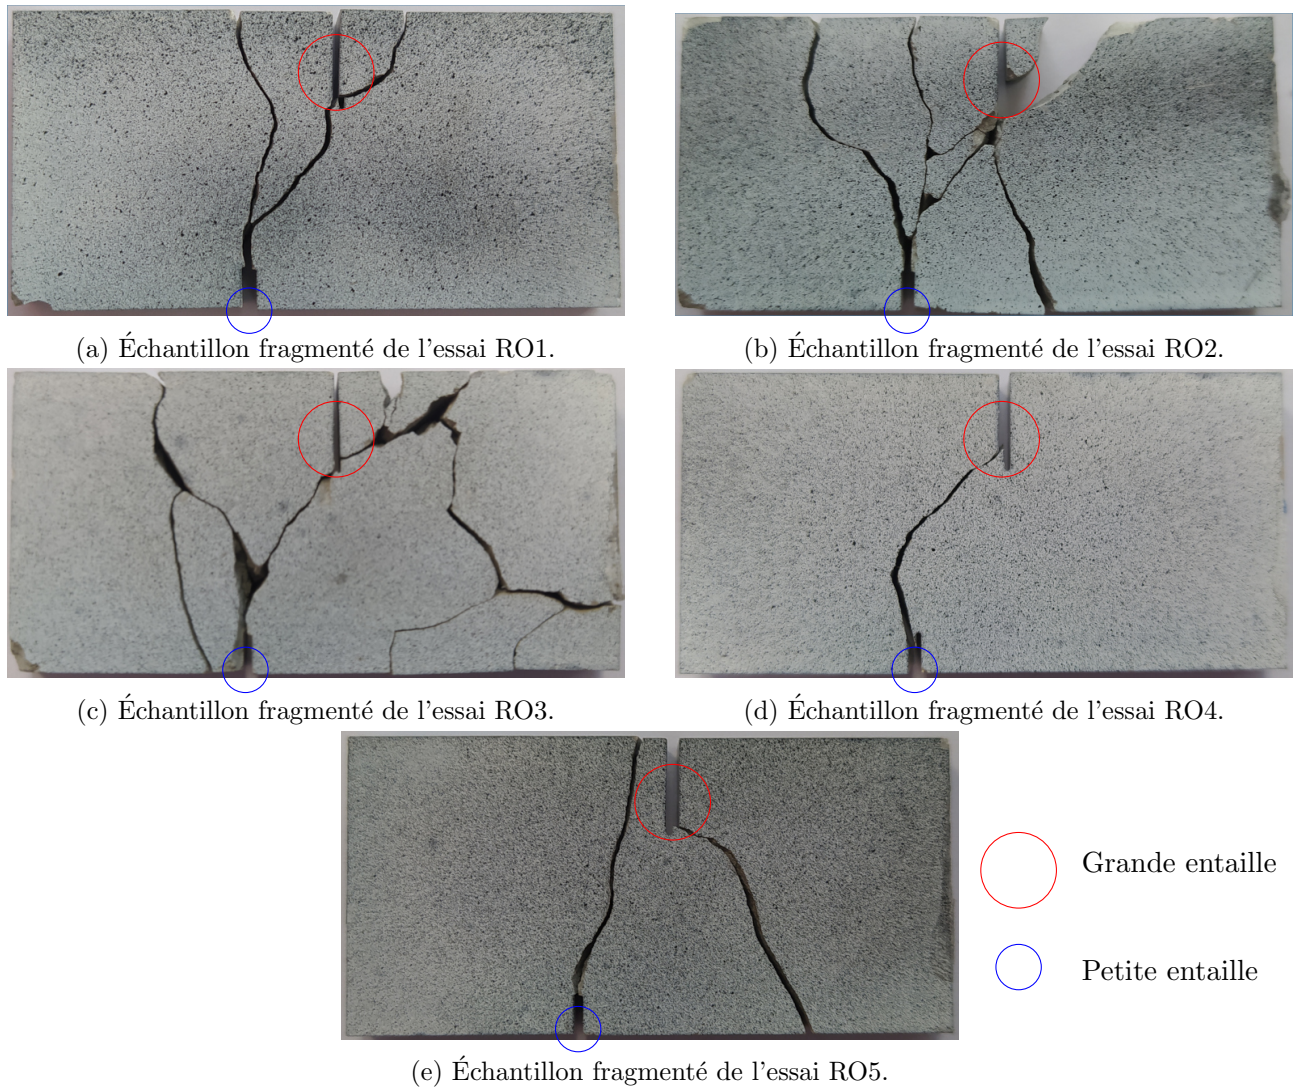 (a) Échantillon fragmenté de l'essai RO1.
(b) Échantillon fragmenté de l'essai RO2.
(c) Échantillon fragmenté de l'essai RO3.
(d) Échantillon fragmenté de l'essai RO4.
Grande entaille
Petite entaille
(e) Échantillon fragmenté de l'essai RO5.